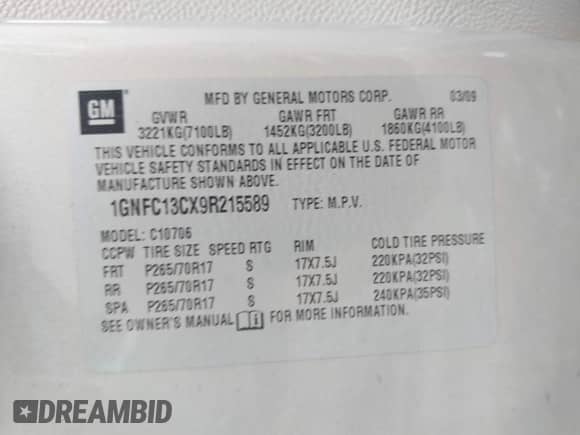 GM
MFD BY GENERAL MOTORS CORP. 03/09
GVWR GAWR FRT GAWR RR
3221KG(7100LB) 1452KG(3200LB) 1860KG(4100LB)
THIS VEHICLE CONFORMS TO ALL APPLICABLE U.S. FEDERAL MOTOR
VEHICLE SAFETY STANDARDS IN EFFECT ON THE DATE OF
MANUFACTURE SHOWN ABOVE.
1GNFC13CX9R215589 TYPE: M.P.V.
MODEL: C10706
CCPW TIRE SIZE SPEED RTG RIM COLD TIRE PRESSURE
FRT P265/70R17 S 17X7.5J 220KPA(32PSI)
RR P265/70R17 S 17X7.5J 220KPA(32PSI)
SPA P265/70R17 S 17X7.5J 240KPA(35PSI)
SEE OWNER'S MANUAL FOR MORE INFORMATION.
DREAMBID